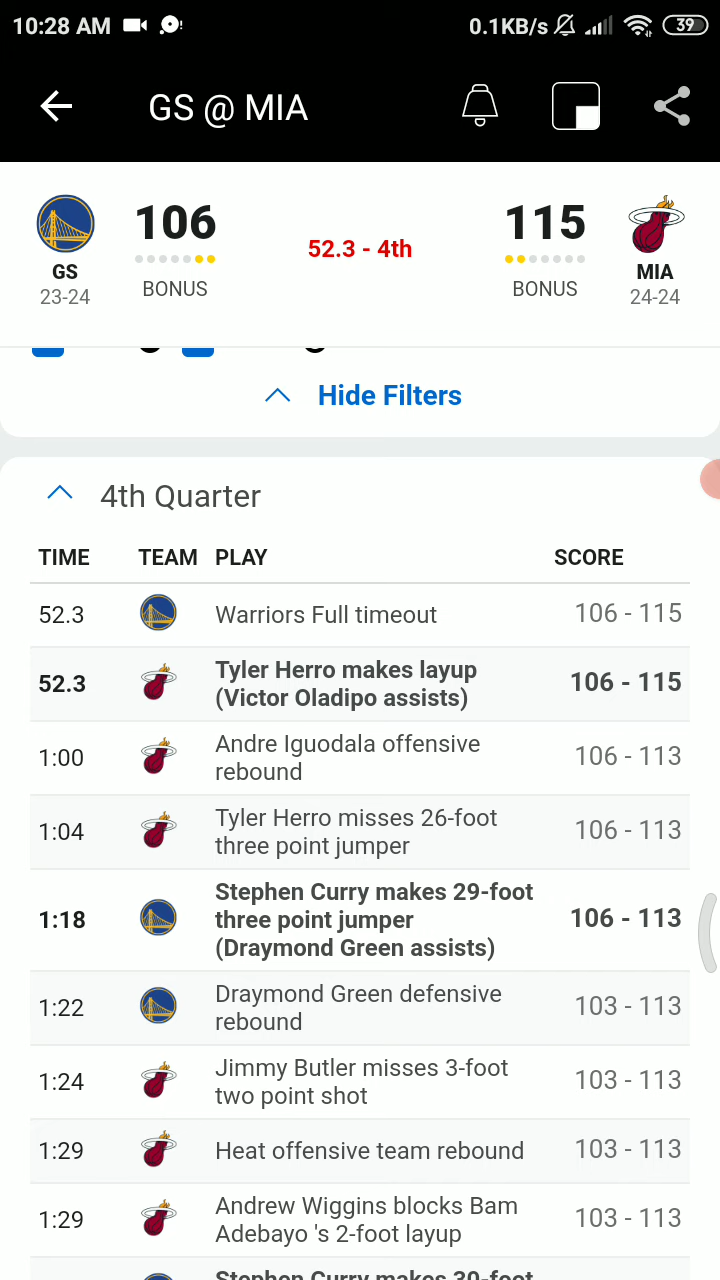 10:28 AM 0.1KB/s 39
GS @ MIA
106 115
52.3 - 4th
GS MIA
BONUS BONUS
23-24 24-24
Hide Filters
4th Quarter
TIME TEAM PLAY SCORE
52.3 Warriors Full timeout 106 - 115
Tyler Herro makes layup
52.3 106 - 115
(Victor Oladipo assists)
Andre Iguodala offensive
1:00 106 - 113
rebound
Tyler Herro misses 26-foot
1:04 106 - 113
three point jumper
Stephen Curry makes 29-foot
1:18 three point jumper 106 - 113
(Draymond Green assists)
Draymond Green defensive
1:22 103 - 113
rebound
Jimmy Butler misses 3-foot
1:24 103 - 113
two point shot
1:29 Heat offensive team rebound 103 - 113
Andrew Wiggins blocks Bam
1:29 103 - 113
Adebayo 's 2-foot layup
Stephen Curry makes 30-foot